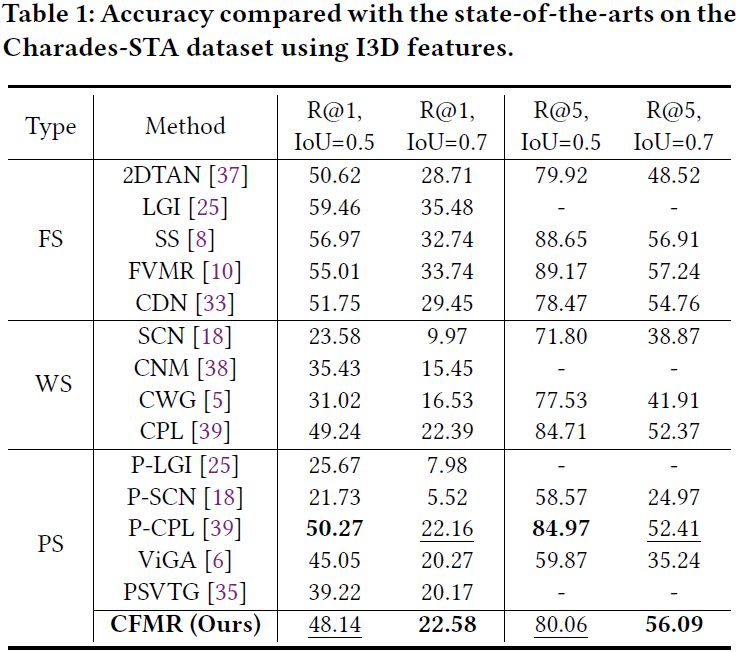 Table 1: Accuracy compared with the state-of-the-arts on the
Charades-STA dataset using I3D features.
Type Method R@1, IoU=0.5 R@1, IoU=0.7 R@5, IoU=0.5 R@5, IoU=0.7
FS
2DTAN [37] 50.62 28.71 79.92 48.52
LGI [25] 59.46 35.48 - -
SS [8] 56.97 32.74 88.65 56.91
FVMR [10] 55.01 33.74 89.17 57.24
CDN [33] 51.75 29.45 78.47 54.76
WS
SCN [18] 23.58 9.97 71.80 38.87
CNM [38] 35.43 15.45 - -
CWG [5] 31.02 16.53 77.53 41.91
CPL [39] 49.24 22.39 84.71 52.37
PS
P-LGI [25] 25.67 7.98 - -
P-SCN [18] 21.73 5.52 58.57 24.97
P-CPL [39] 50.27 22.16 84.97 52.41
ViGA [6] 45.05 20.27 59.87 35.24
PSVTG [35] 39.22 20.17 - -
CFMR (Ours) 48.14 22.58 80.06 56.09